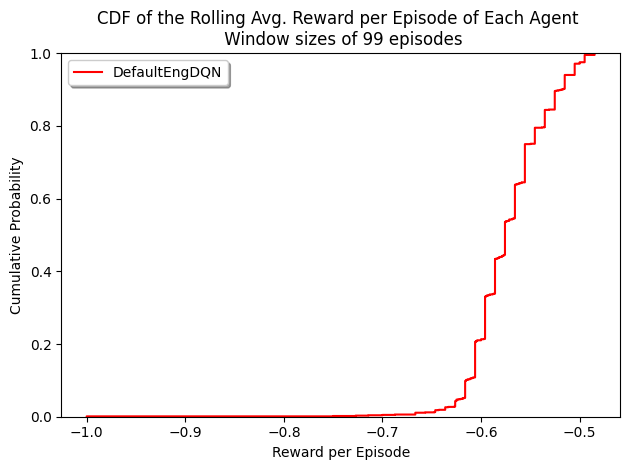 CDF of the Rolling Avg. Reward per Episode of Each Agent
Window sizes of 99 episodes
DefaultEngDQN
1.0
0.8
0.6
0.4
0.2
0.0
Cumulative Probability
−1.0 −0.9 −0.8 −0.7 −0.6 −0.5
Reward per Episode